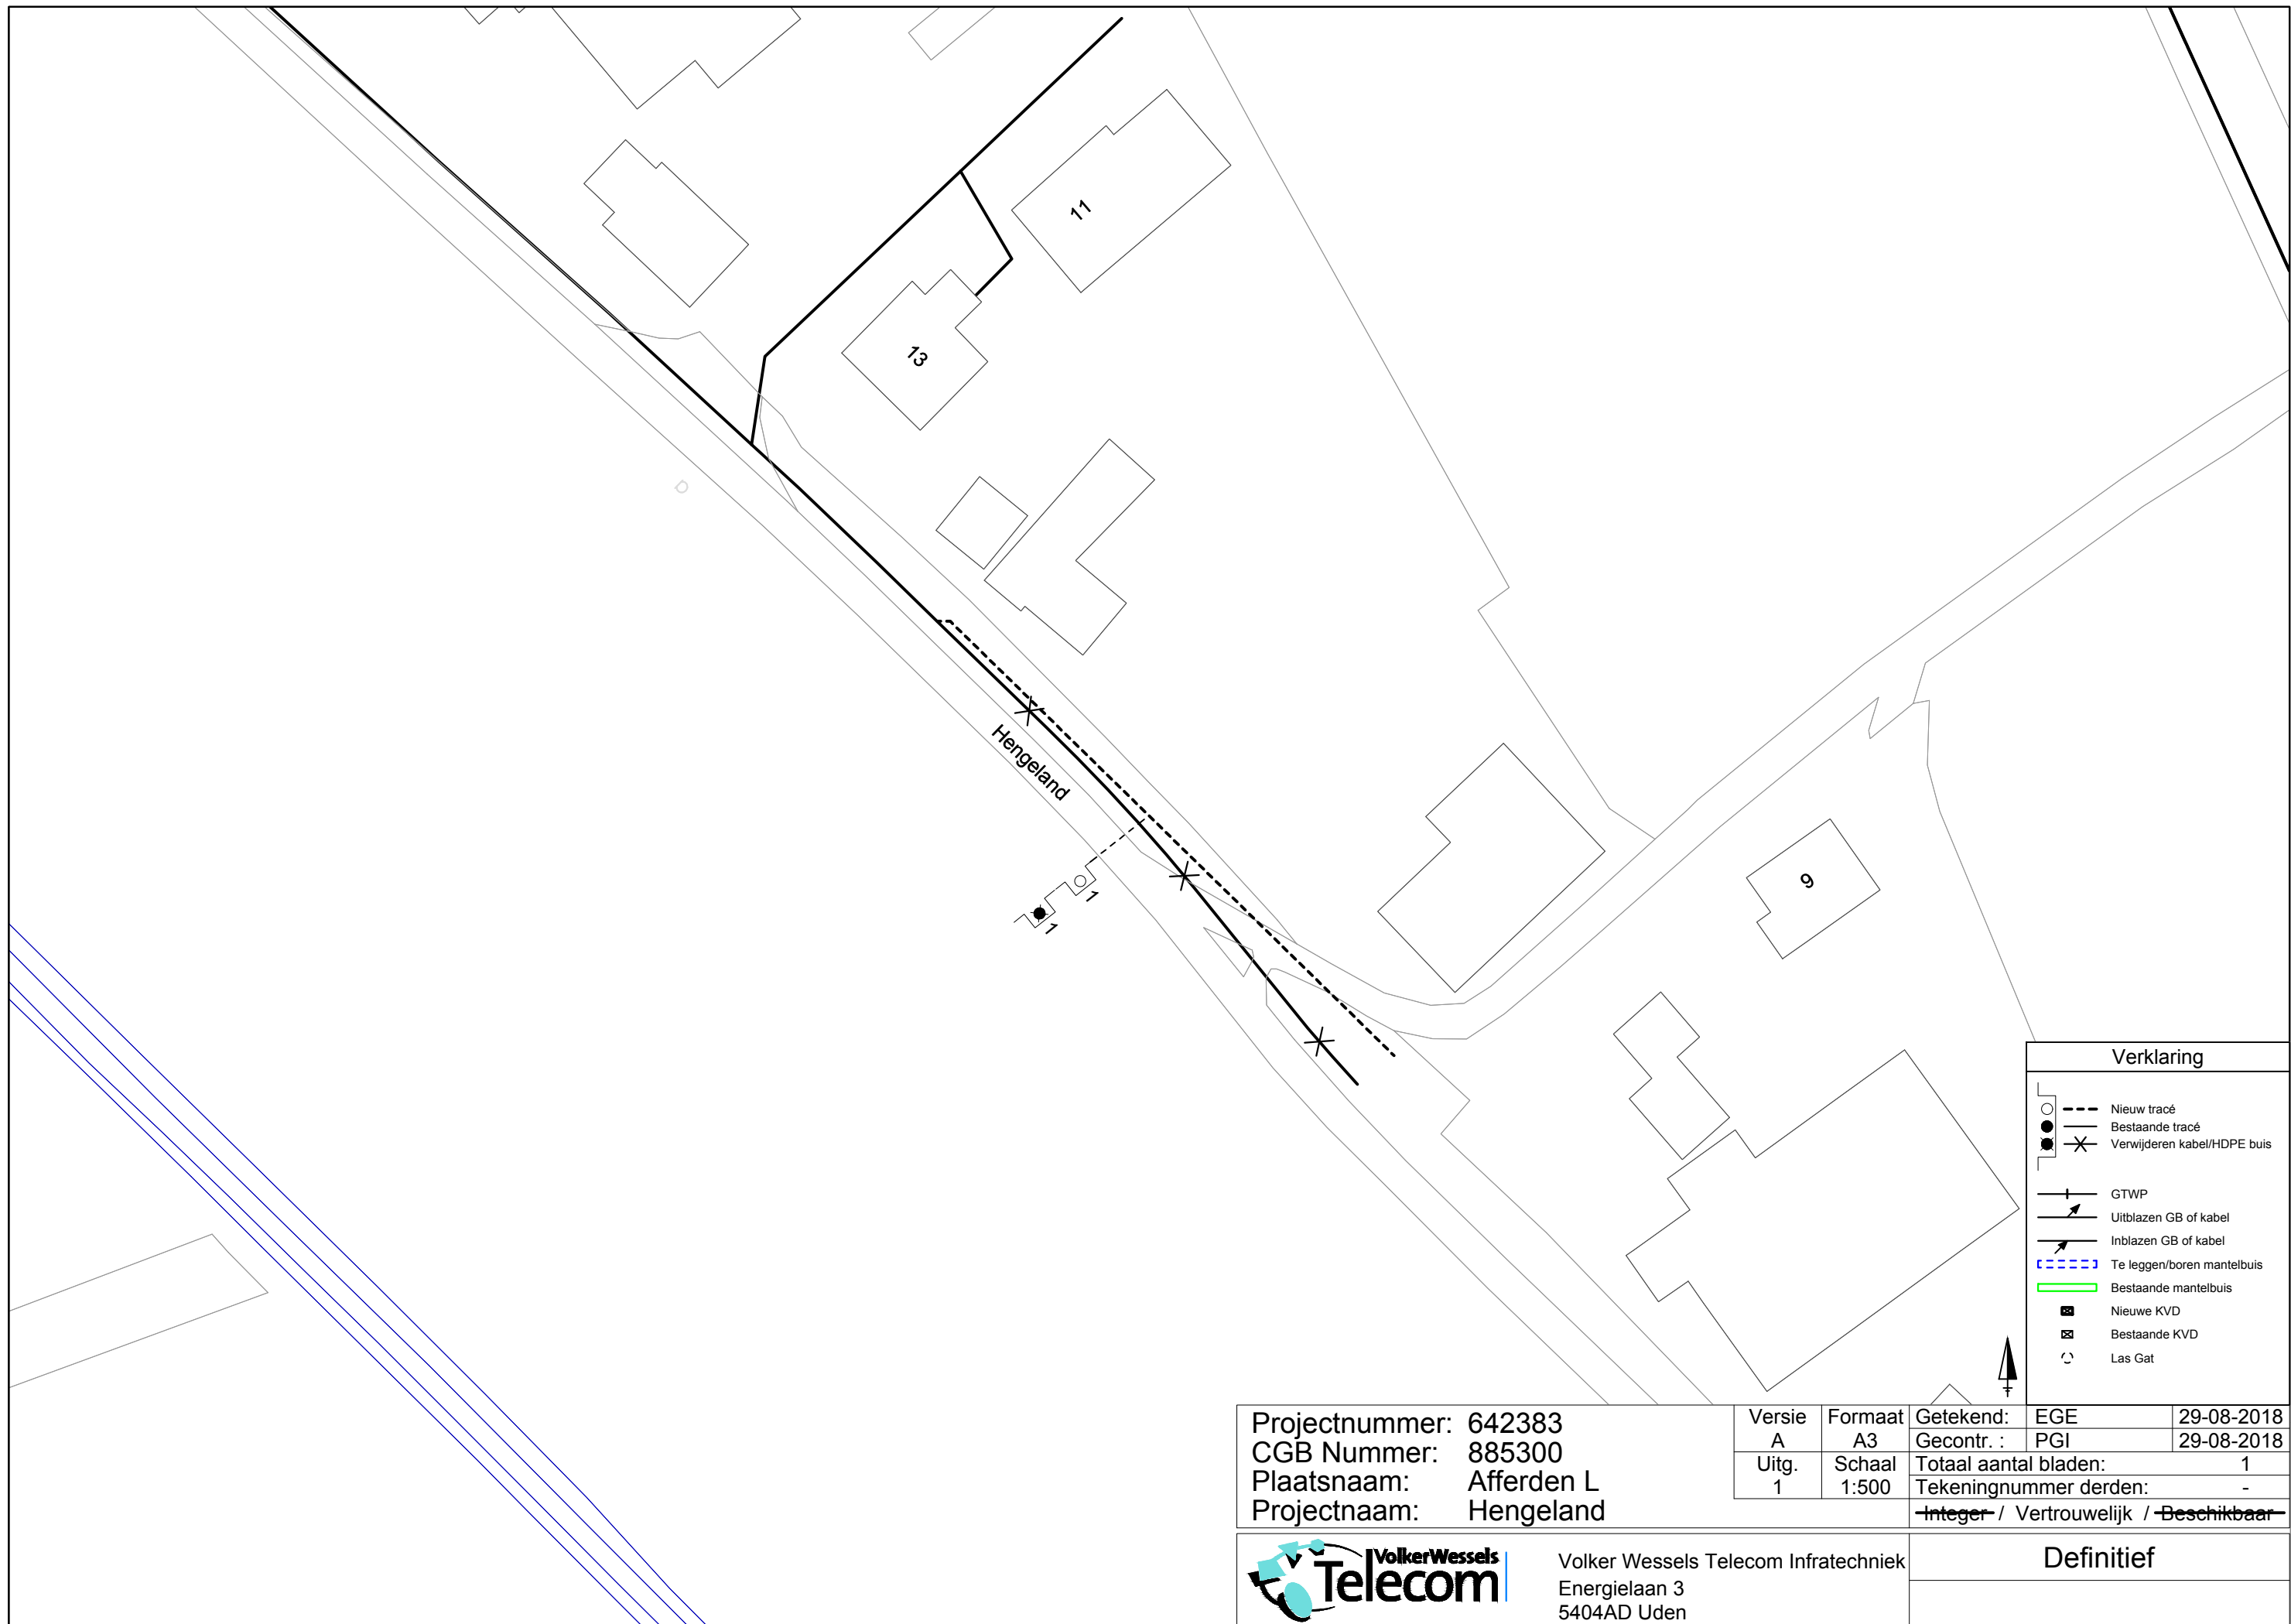 11
13
D
Hengeland
1
1
9
Verklaring
Nieuw tracé
Bestaande tracé
Verwijderen kabel/HDPE buis
GTWP
Uitblazen GB of kabel
Inblazen GB of kabel
Te leggen/boren mantelbuis
Bestaande mantelbuis
Nieuwe KVD
Bestaande KVD
Las Gat
Projectnummer: 642383
CGB Nummer: 885300
Plaatsnaam: Afferden L
Projectnaam: Hengeland
Versie Formaat
A A3
Uitg. Schaal
1 1:500
Getekend: EGE 29-08-2018
Gecontr. : PGI 29-08-2018
Totaal aantal bladen: 1
Tekeningnummer derden: -
Integer / Vertrouwelijk / Beschikbaar
VolkerWessels
Telecom
Volker Wessels Telecom Infratechniek
Energielaan 3
5404AD Uden
Definitief